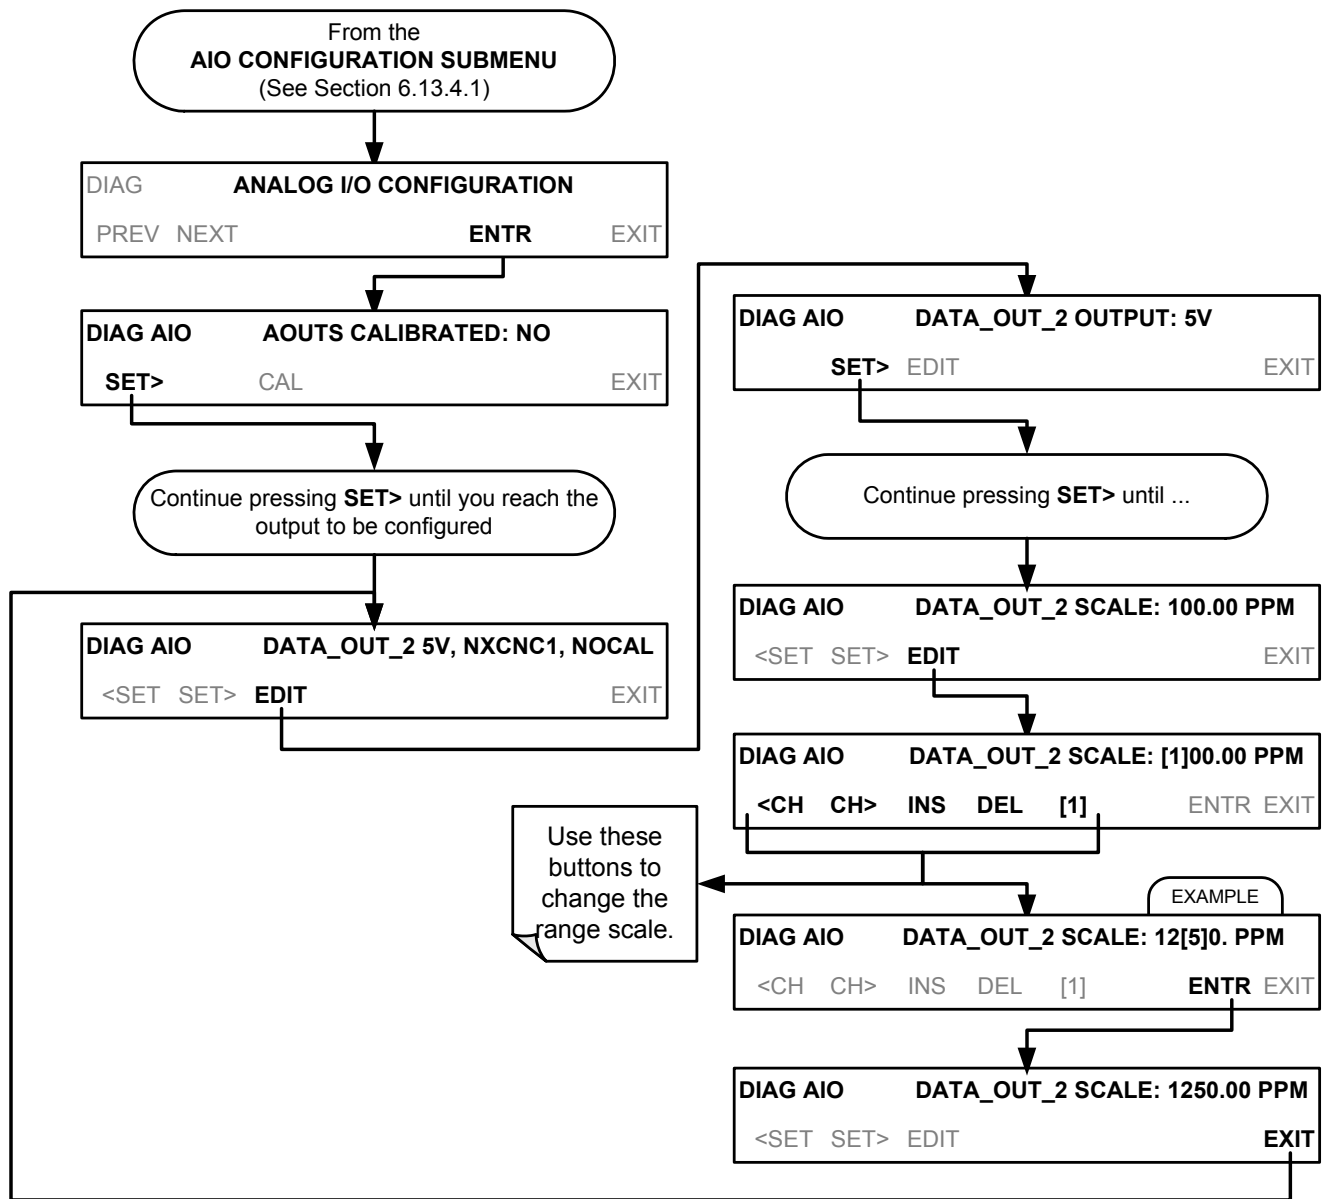 From the
AIO CONFIGURATION SUBMENU
(See Section 6.13.4.1)
DIAG ANALOG I/O CONFIGURATION
PREV NEXT ENTR EXIT
DIAG AIO AOUTS CALIBRATED: NO
SET> CAL EXIT
Continue pressing SET> until you reach the
output to be configured
DIAG AIO DATA_OUT_2 5V, NXCNC1, NOCAL
<SET SET> EDIT EXIT
DIAG AIO DATA_OUT_2 OUTPUT: 5V
SET> EDIT EXIT
Continue pressing SET> until ...
DIAG AIO DATA_OUT_2 SCALE: 100.00 PPM
<SET SET> EDIT EXIT
DIAG AIO DATA_OUT_2 SCALE: [1]00.00 PPM
<CH CH> INS DEL [1] ENTR EXIT
Use these
buttons to
change the
range scale.
EXAMPLE
DIAG AIO DATA_OUT_2 SCALE: 12[5]0. PPM
<CH CH> INS DEL [1] ENTR EXIT
DIAG AIO DATA_OUT_2 SCALE: 1250.00 PPM
<SET SET> EDIT EXIT